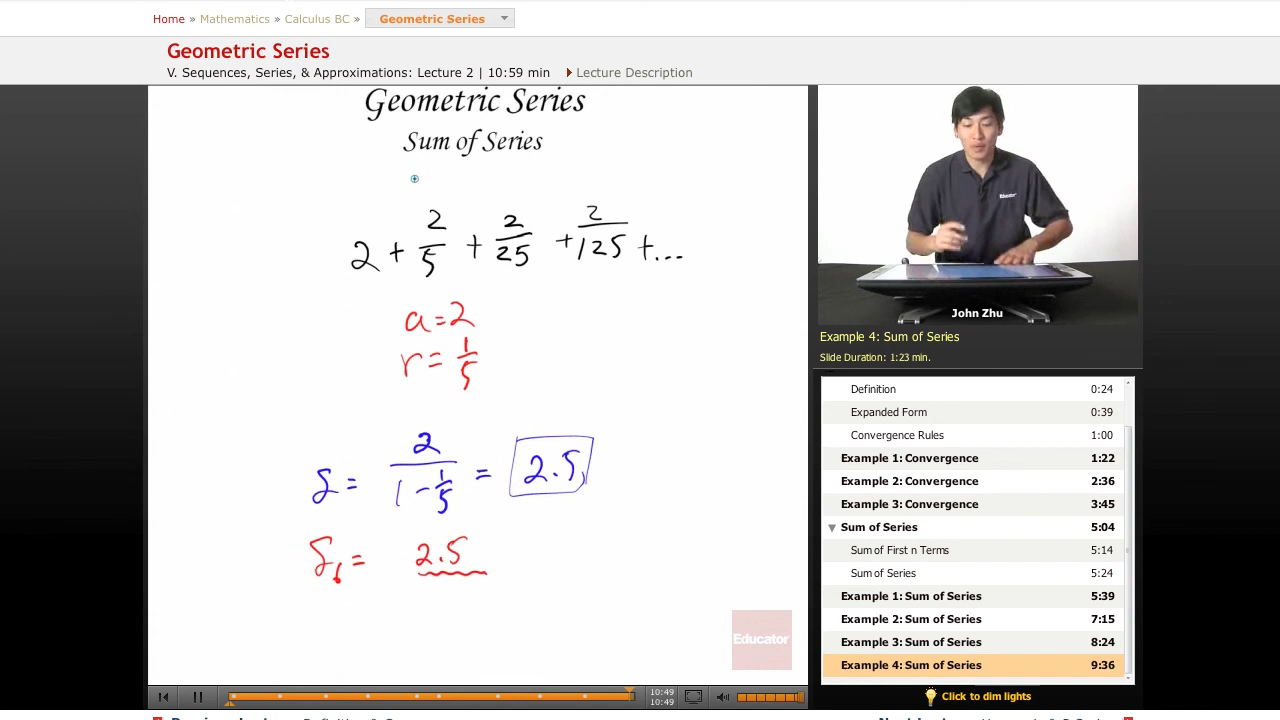 Home » Mathematics » Calculus BC » Geometric Series
Geometric Series
V. Sequences, Series, & Approximations: Lecture 2 | 10:59 min Lecture Description
Geometric Series
Sum of Series
2 + 2/5 + 2/25 + 2/125 + ...
a = 2
r = 1/5
S = 2/(1 - 1/5) = 2.5
S₆ = 2.5
Educator
Educator
John Zhu
Example 4: Sum of Series
Slide Duration: 1:23 min.
Definition 0:24
Expanded Form 0:39
Convergence Rules 1:00
Example 1: Convergence 1:22
Example 2: Convergence 2:36
Example 3: Convergence 3:45
Sum of Series 5:04
Sum of First n Terms 5:14
Sum of Series 5:24
Example 1: Sum of Series 5:39
Example 2: Sum of Series 7:15
Example 3: Sum of Series 8:24
Example 4: Sum of Series 9:36
10:49
10:49
Click to dim lights